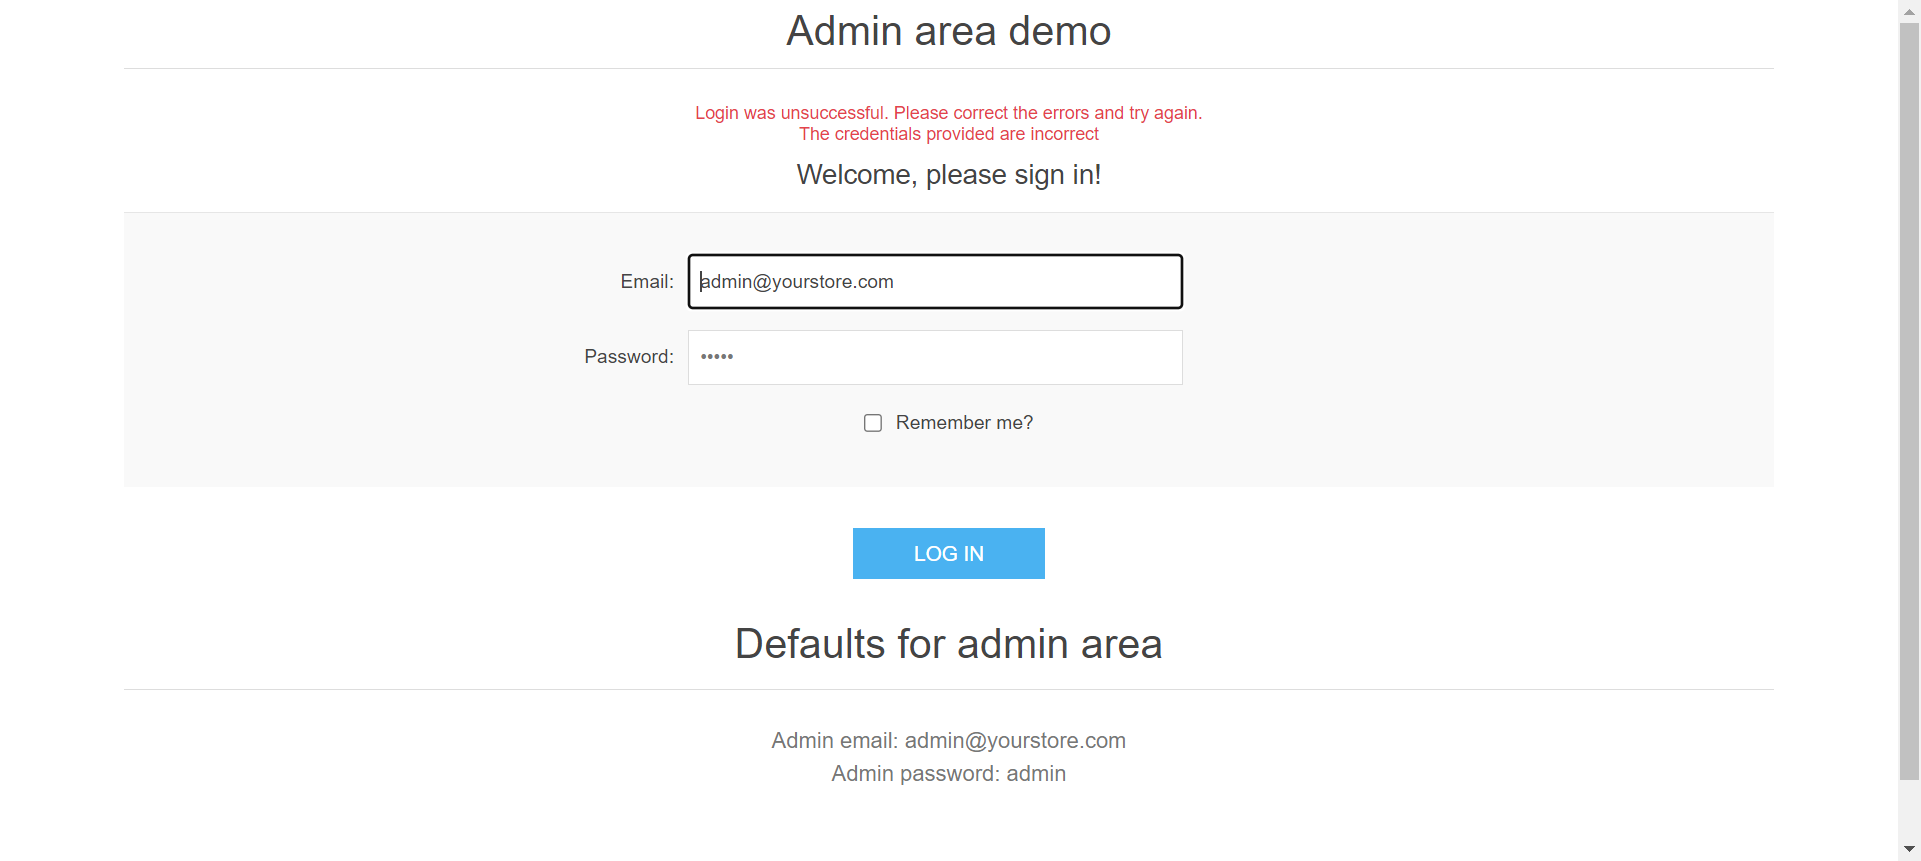 Admin area demo
Login was unsuccessful. Please correct the errors and try again.
The credentials provided are incorrect
Welcome, please sign in!
Email: admin@yourstore.com
Password: •••••
Remember me?
LOG IN
Defaults for admin area
Admin email: admin@yourstore.com
Admin password: admin